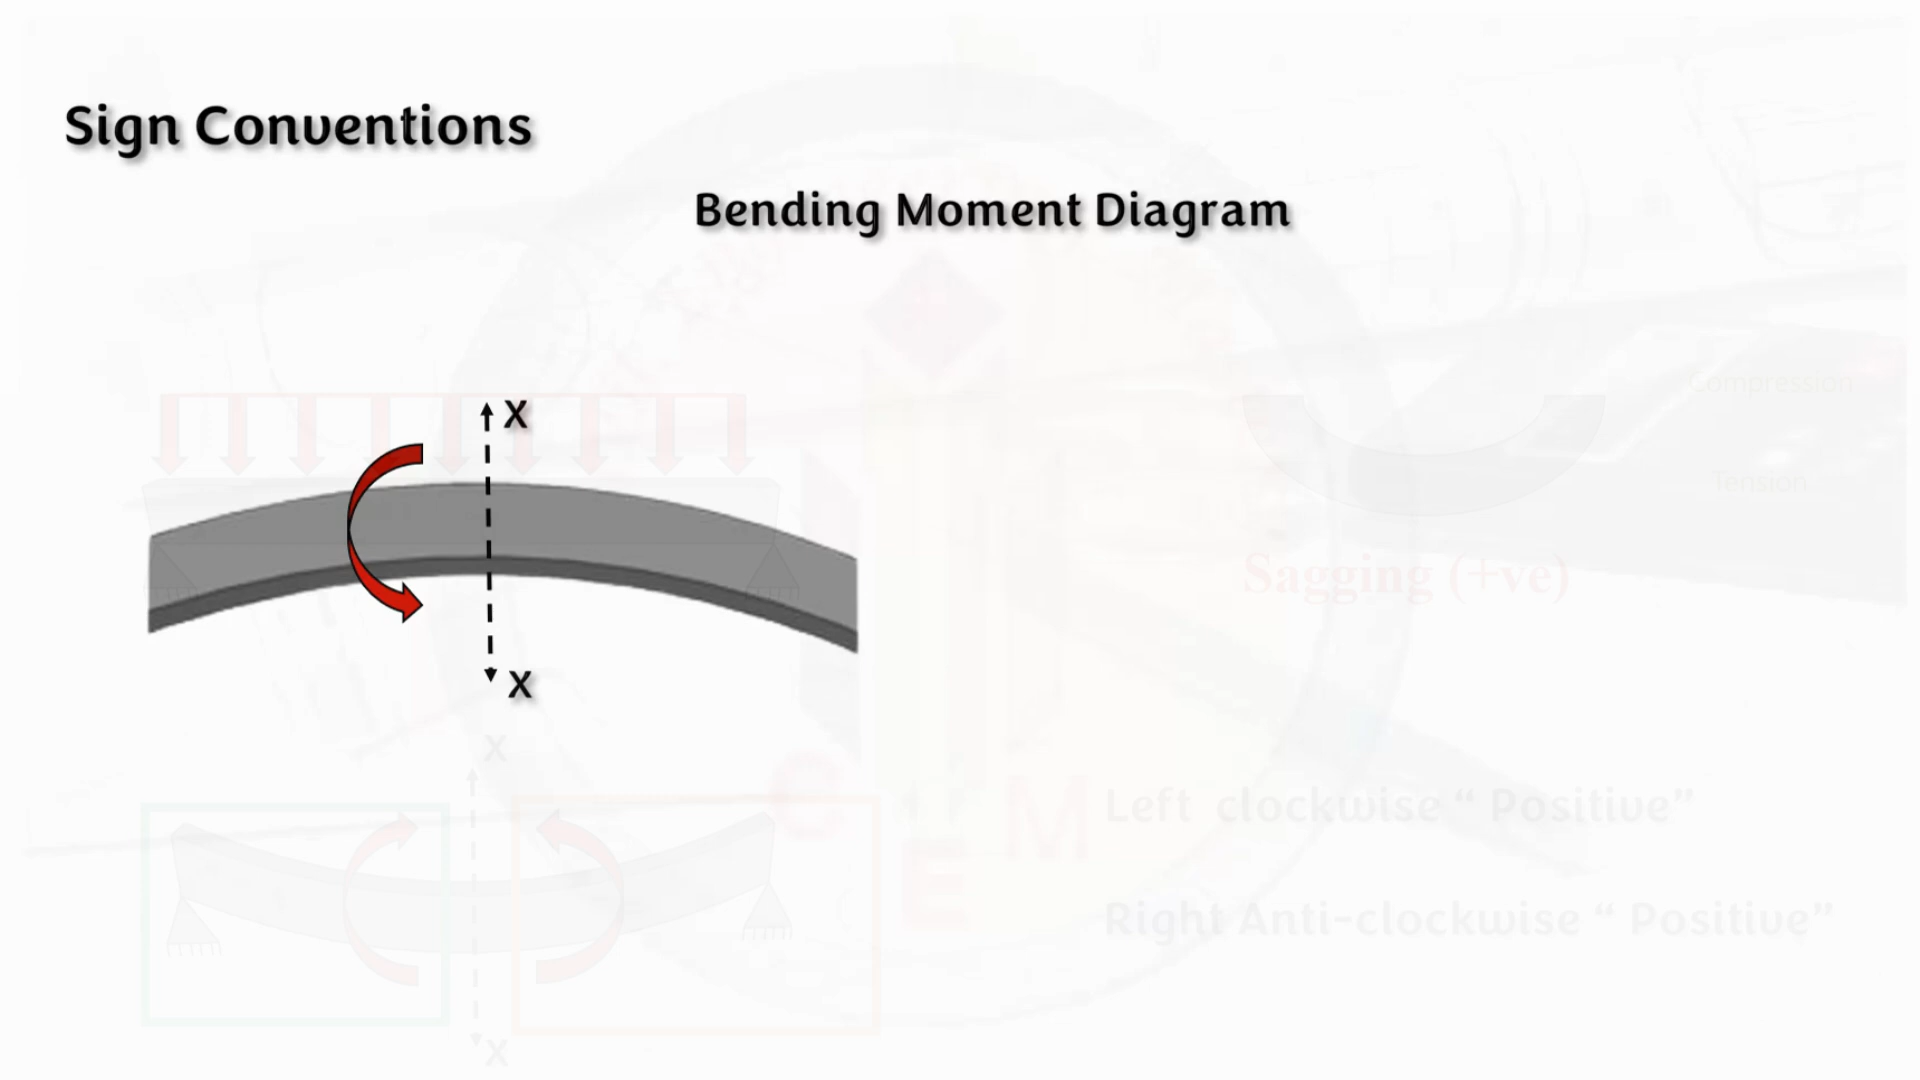 Sign Conventions
Bending Moment Diagram
Compression
X
Tension
Sagging (+ve)
X
X
C
E
M
Left clockwise “ Positive”
Right Anti-clockwise “ Positive”
X